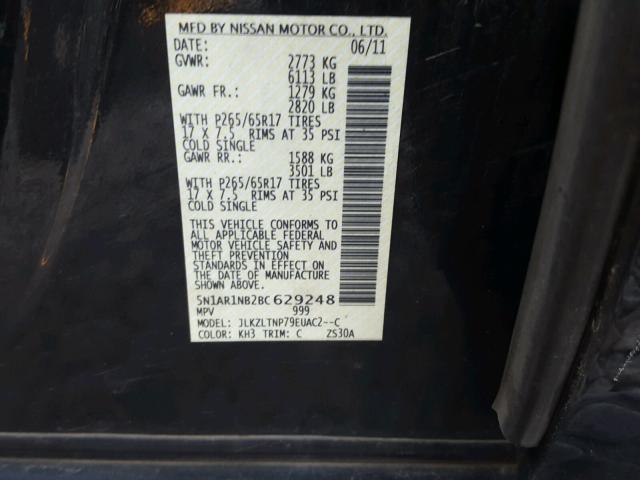 MFD BY NISSAN MOTOR CO., LTD.
DATE: 06/11
GVWR: 2773 KG
6113 LB
GAWR FR: 1279 KG
2820 LB
WITH P265/65R17 TIRES
17 X 7.5 RIMS AT 35 PSI
COLD SINGLE
GAWR RR: 1588 KG
3501 LB
WITH P265/65R17 TIRES
17 X 7.5 RIMS AT 35 PSI
COLD SINGLE
THIS VEHICLE CONFORMS TO
ALL APPLICABLE FEDERAL
MOTOR VEHICLE SAFETY AND
THEFT PREVENTION
STANDARDS IN EFFECT ON THE
DATE OF MANUFACTURE SHOWN ABOVE.
5N1AR1NB2BC629248
MPV 999
MODEL: JLKZLTNP79EUAC2--C
COLOR: KH3 TRIM: C ZS30A